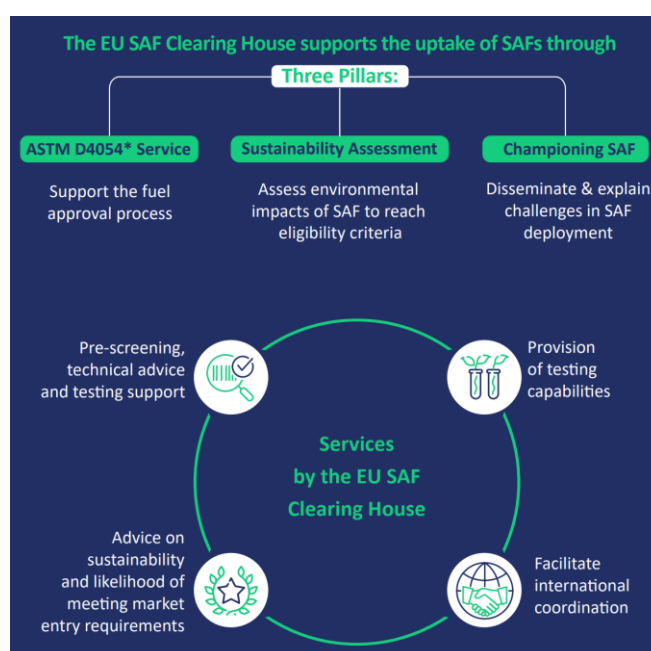 The EU SAF Clearing House supports the uptake of SAFs through
Three Pillars:
ASTM D4054* Service
Support the fuel
approval process
Sustainability Assessment
Assess environmental
impacts of SAF to reach
eligibility criteria
Championing SAF
Disseminate & explain
challenges in SAF
deployment
Pre-screening,
technical advice
and testing support
Provision
of testing
capabilities
Services
by the EU SAF
Clearing House
Advice on
sustainability
and likelihood of
meeting market
entry requirements
Facilitate
international
coordination